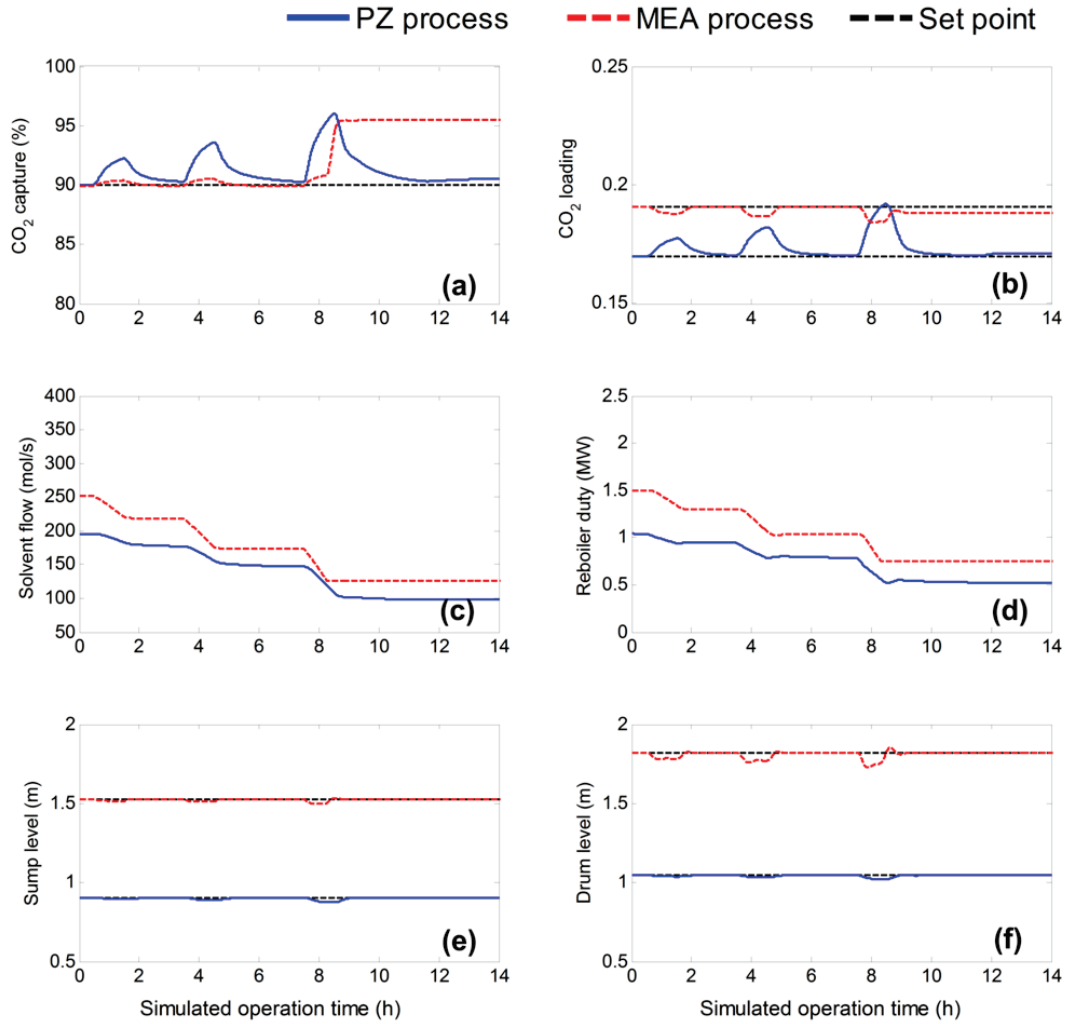 PZ process MEA process Set point
100
95
90
85
80
CO2 capture (%)
(a)
0 2 4 6 8 10 12 14
0.25
0.2
0.15
CO2 loading
(b)
0 2 4 6 8 10 12 14
400
350
300
250
200
150
100
50
Solvent flow (mol/s)
(c)
0 2 4 6 8 10 12 14
2.5
2
1.5
1
0.5
0
Reboiler duty (MW)
(d)
0 2 4 6 8 10 12 14
2
1.5
1
0.5
Sump level (m)
(e)
0 2 4 6 8 10 12 14
Simulated operation time (h)
2
1.5
1
0.5
Drum level (m)
(f)
0 2 4 6 8 10 12 14
Simulated operation time (h)